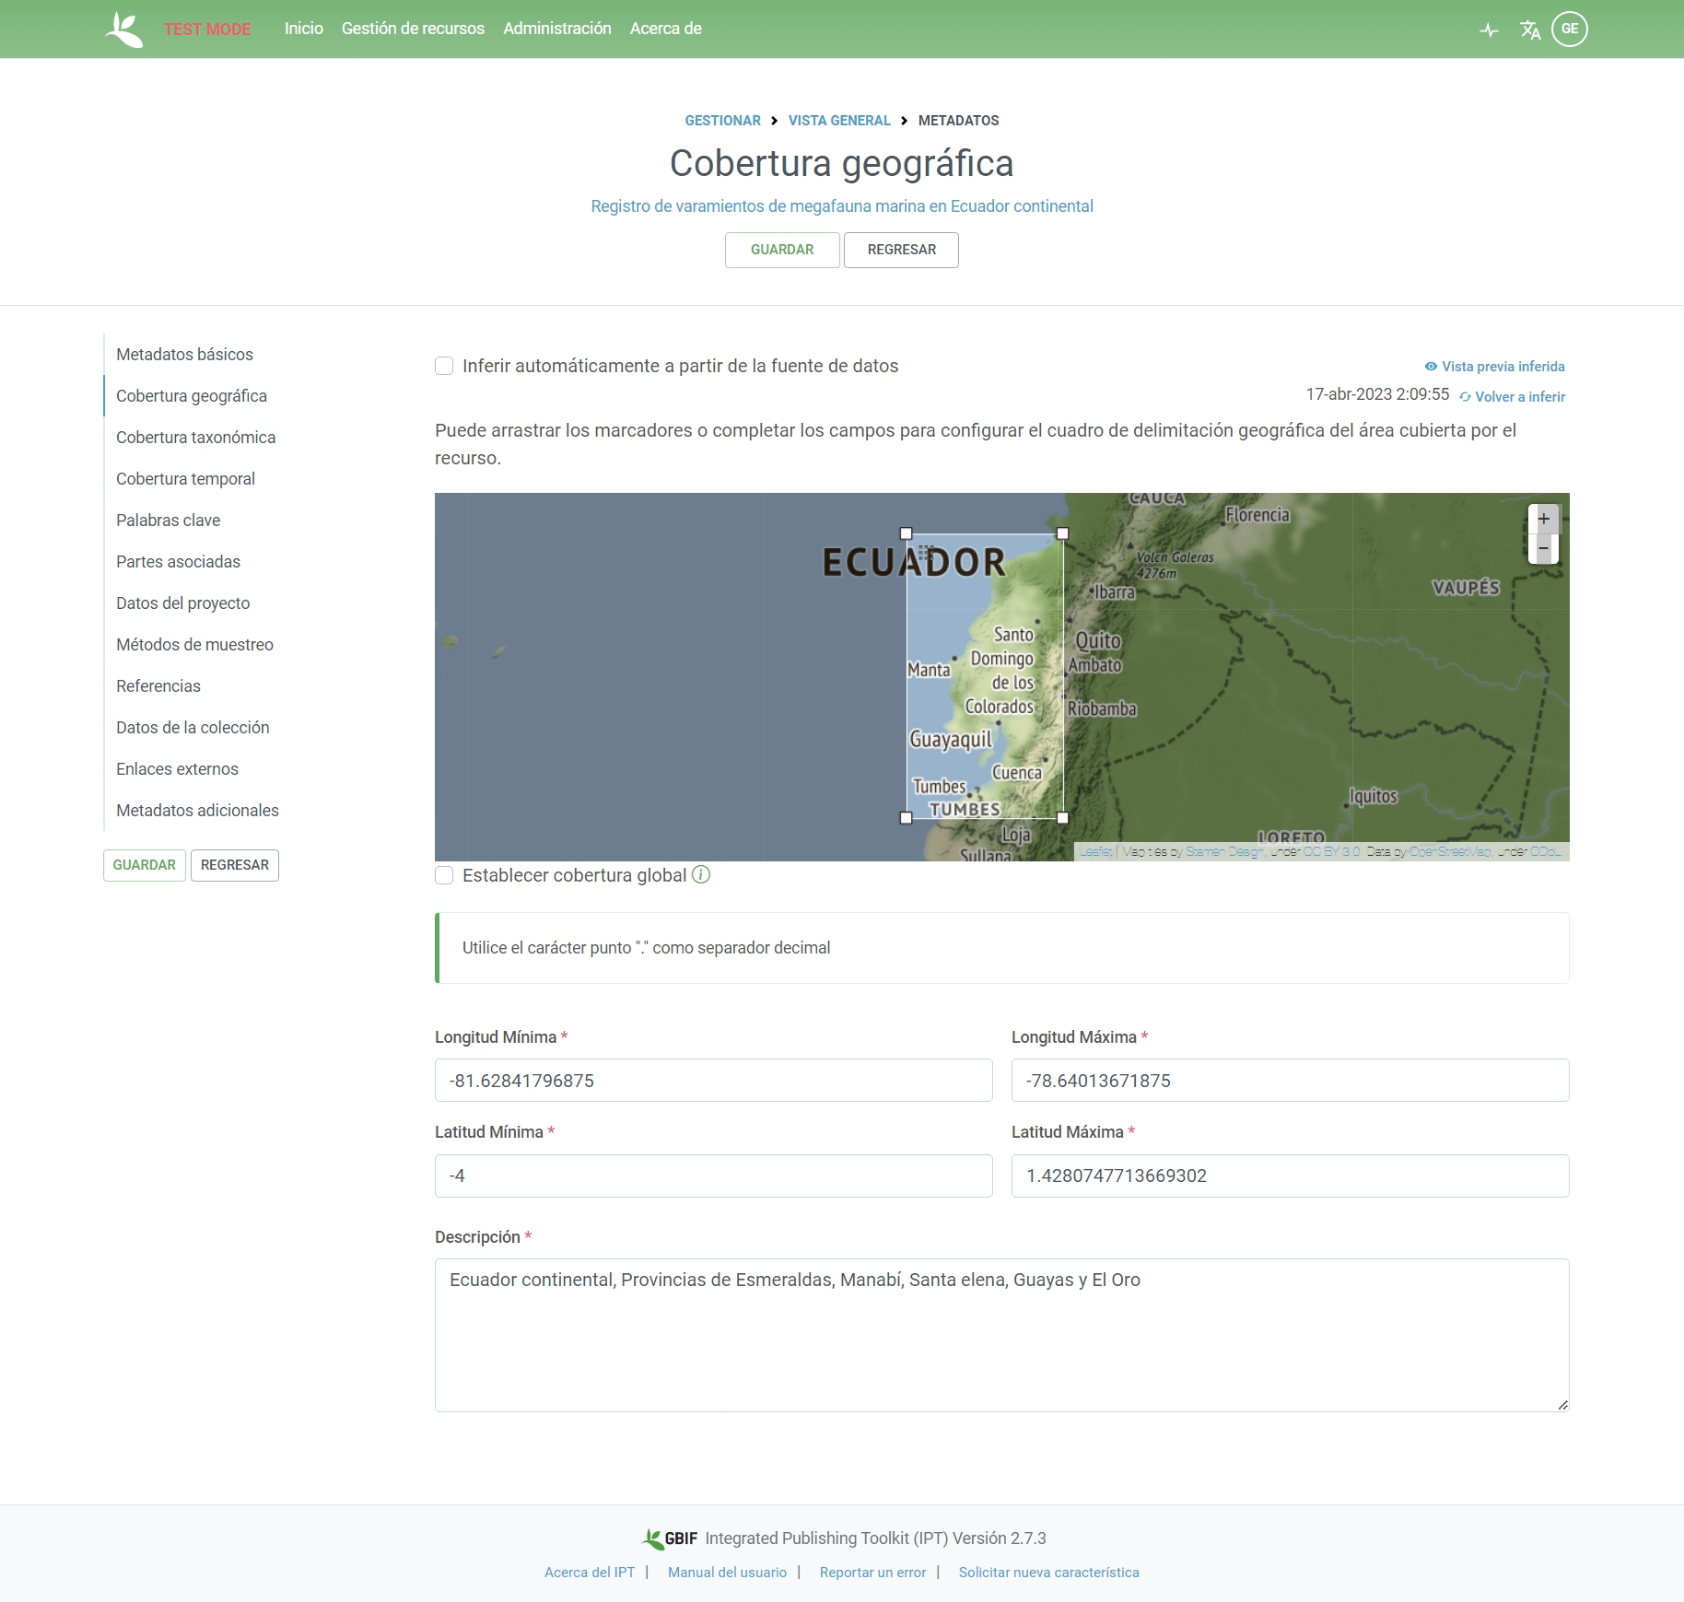 TEST MODE Inicio Gestión de recursos Administración Acerca de GE
GESTIONAR VISTA GENERAL METADATOS
Cobertura geográfica
Registro de varamientos de megafauna marina en Ecuador continental
GUARDAR REGRESAR
Metadatos básicos
Cobertura geográfica
Cobertura taxonómica
Cobertura temporal
Palabras clave
Partes asociadas
Datos del proyecto
Métodos de muestreo
Referencias
Datos de la colección
Enlaces externos
Metadatos adicionales
GUARDAR REGRESAR
Inferir automáticamente a partir de la fuente de datos
Vista previa inferida
17-abr-2023 2:09:55 Volver a inferir
Puede arrastrar los marcadores o completar los campos para configurar el cuadro de delimitación geográfica del área cubierta por el
recurso.
CAUCA
Florencia
+
−
ECUADOR
Volcn Galeras
4276m
Ibarra
VAUPÉS
Santo
Domingo
de los
Colorados
Quito
Manta
Ambato
Riobamba
Guayaquil
Cuenca
Tumbes
TUMBES
Iquitos
Loja
LORETO
Sullana
Leaflet | Map tiles by Stamen Design, under CC BY 3.0. Data by OpenStreetMap, under ODbL.
Establecer cobertura global
Utilice el carácter punto "." como separador decimal
Longitud Mínima *
-81.62841796875
Longitud Máxima *
-78.64013671875
Latitud Mínima *
-4
Latitud Máxima *
1.4280747713669302
Descripción *
Ecuador continental, Provincias de Esmeraldas, Manabí, Santa elena, Guayas y El Oro
GBIF Integrated Publishing Toolkit (IPT) Versión 2.7.3
Acerca del IPT | Manual del usuario | Reportar un error | Solicitar nueva característica